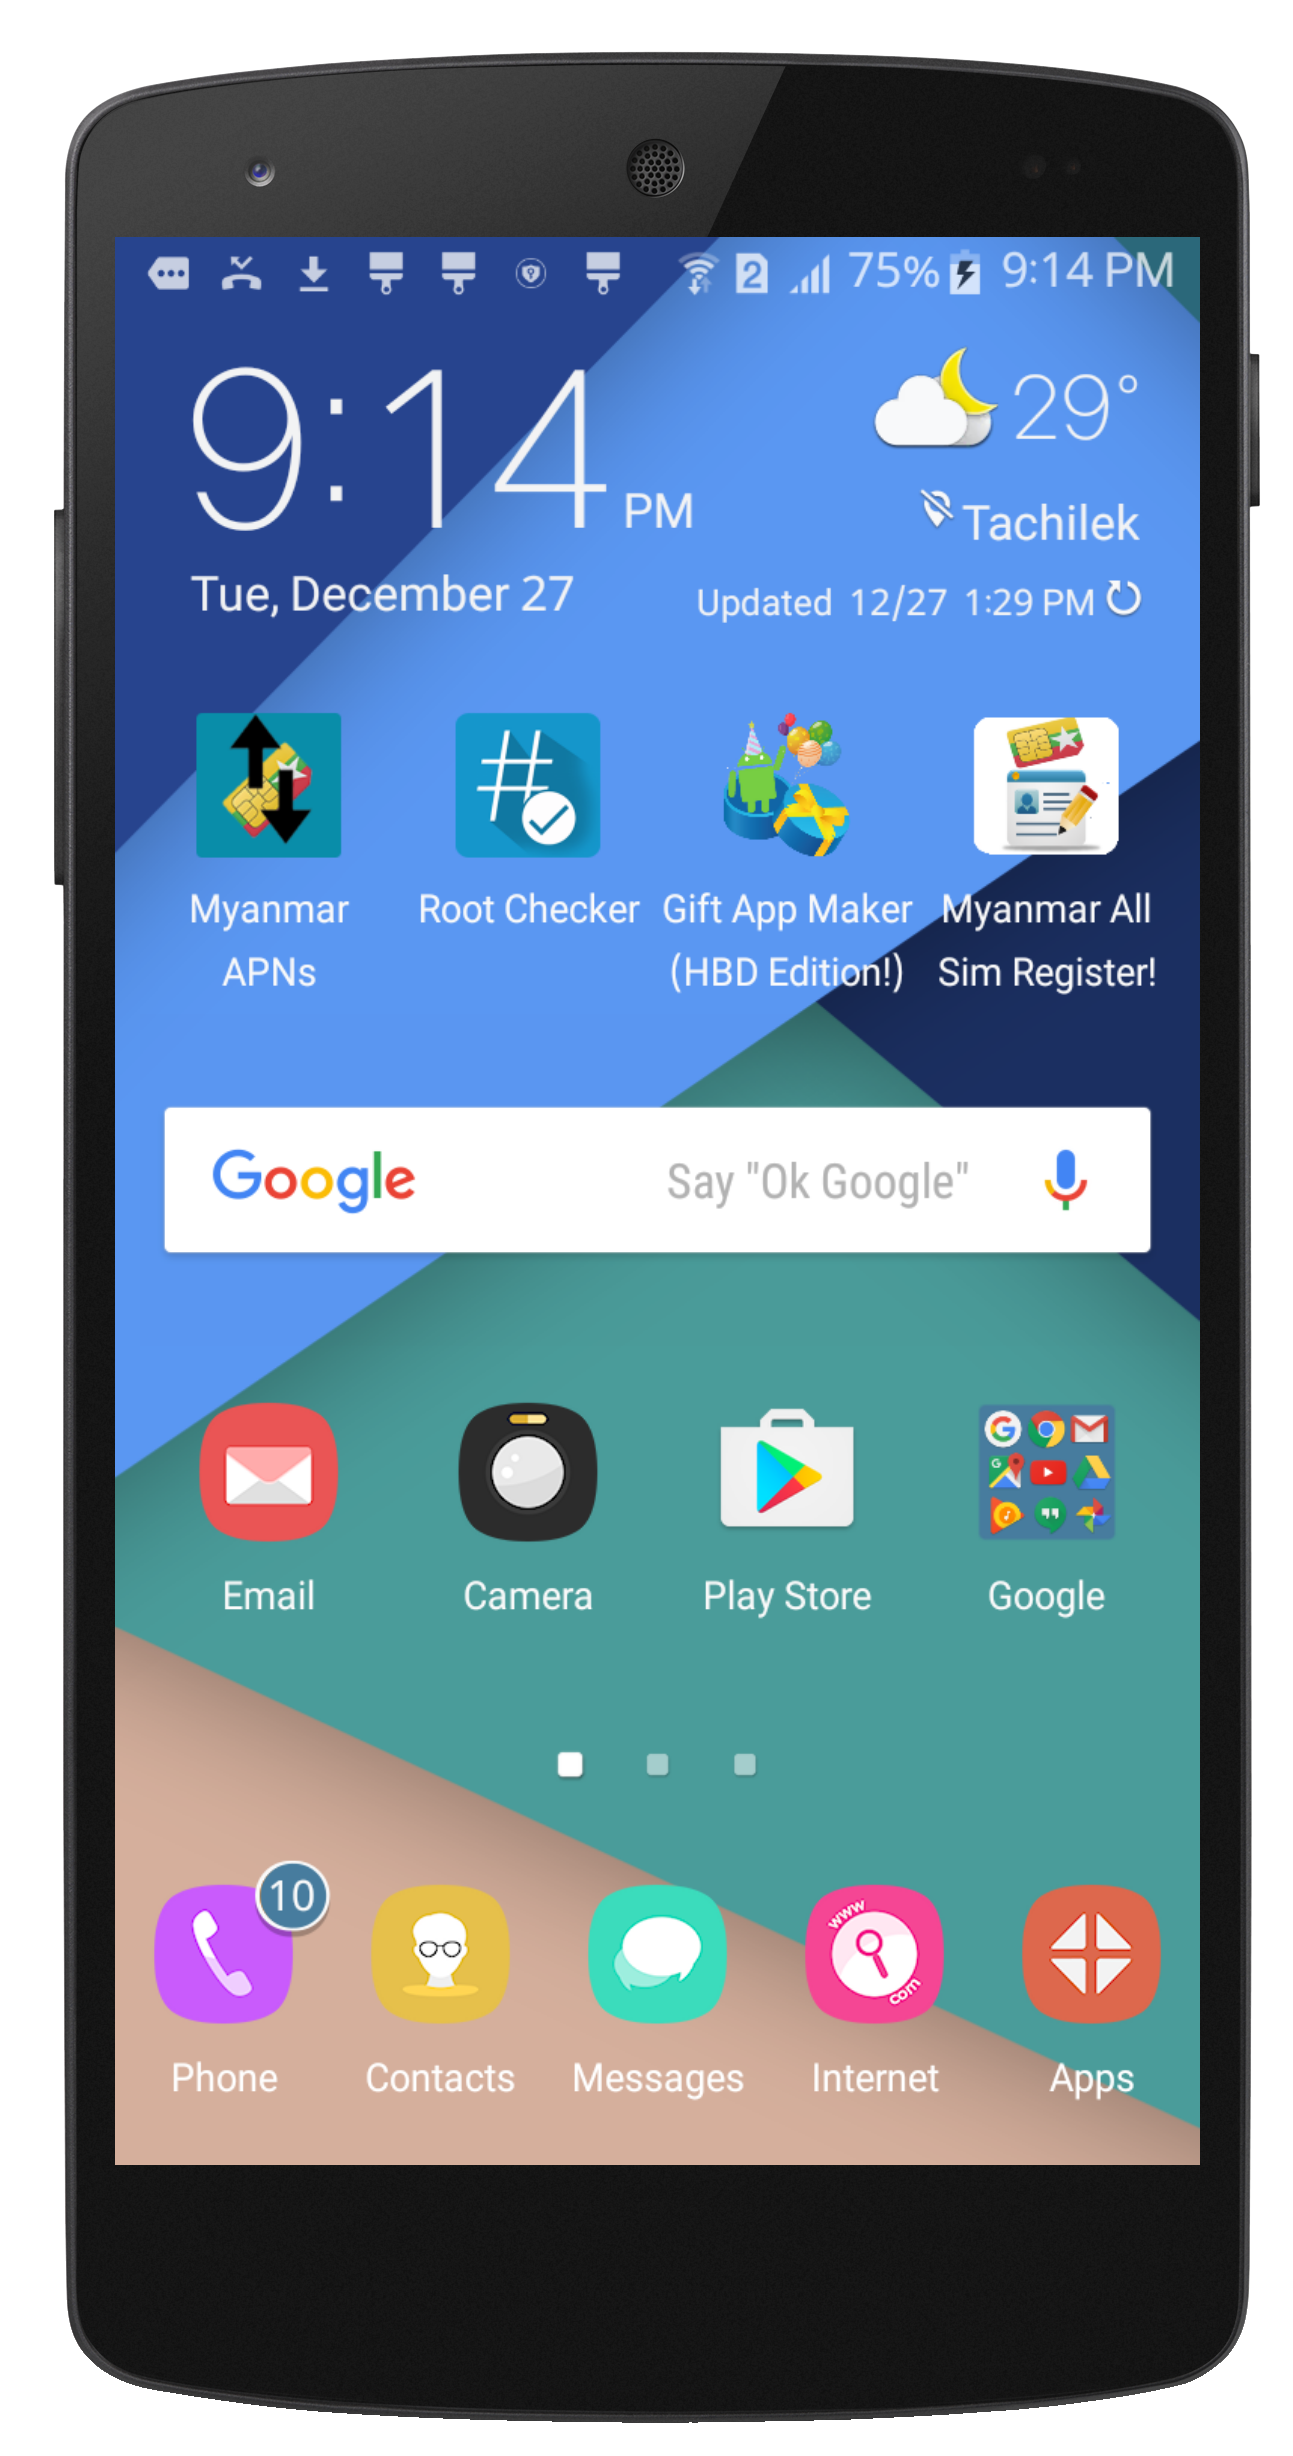 2 75% 9:14 PM
9:14 PM
29°
Tachilek
Tue, December 27
Updated 12/27 1:29 PM
Myanmar APNs
Root Checker
Gift App Maker (HBD Edition!)
Myanmar All Sim Register!
Google Say "Ok Google"
Email Camera Play Store Google
10
www
com
Phone Contacts Messages Internet Apps